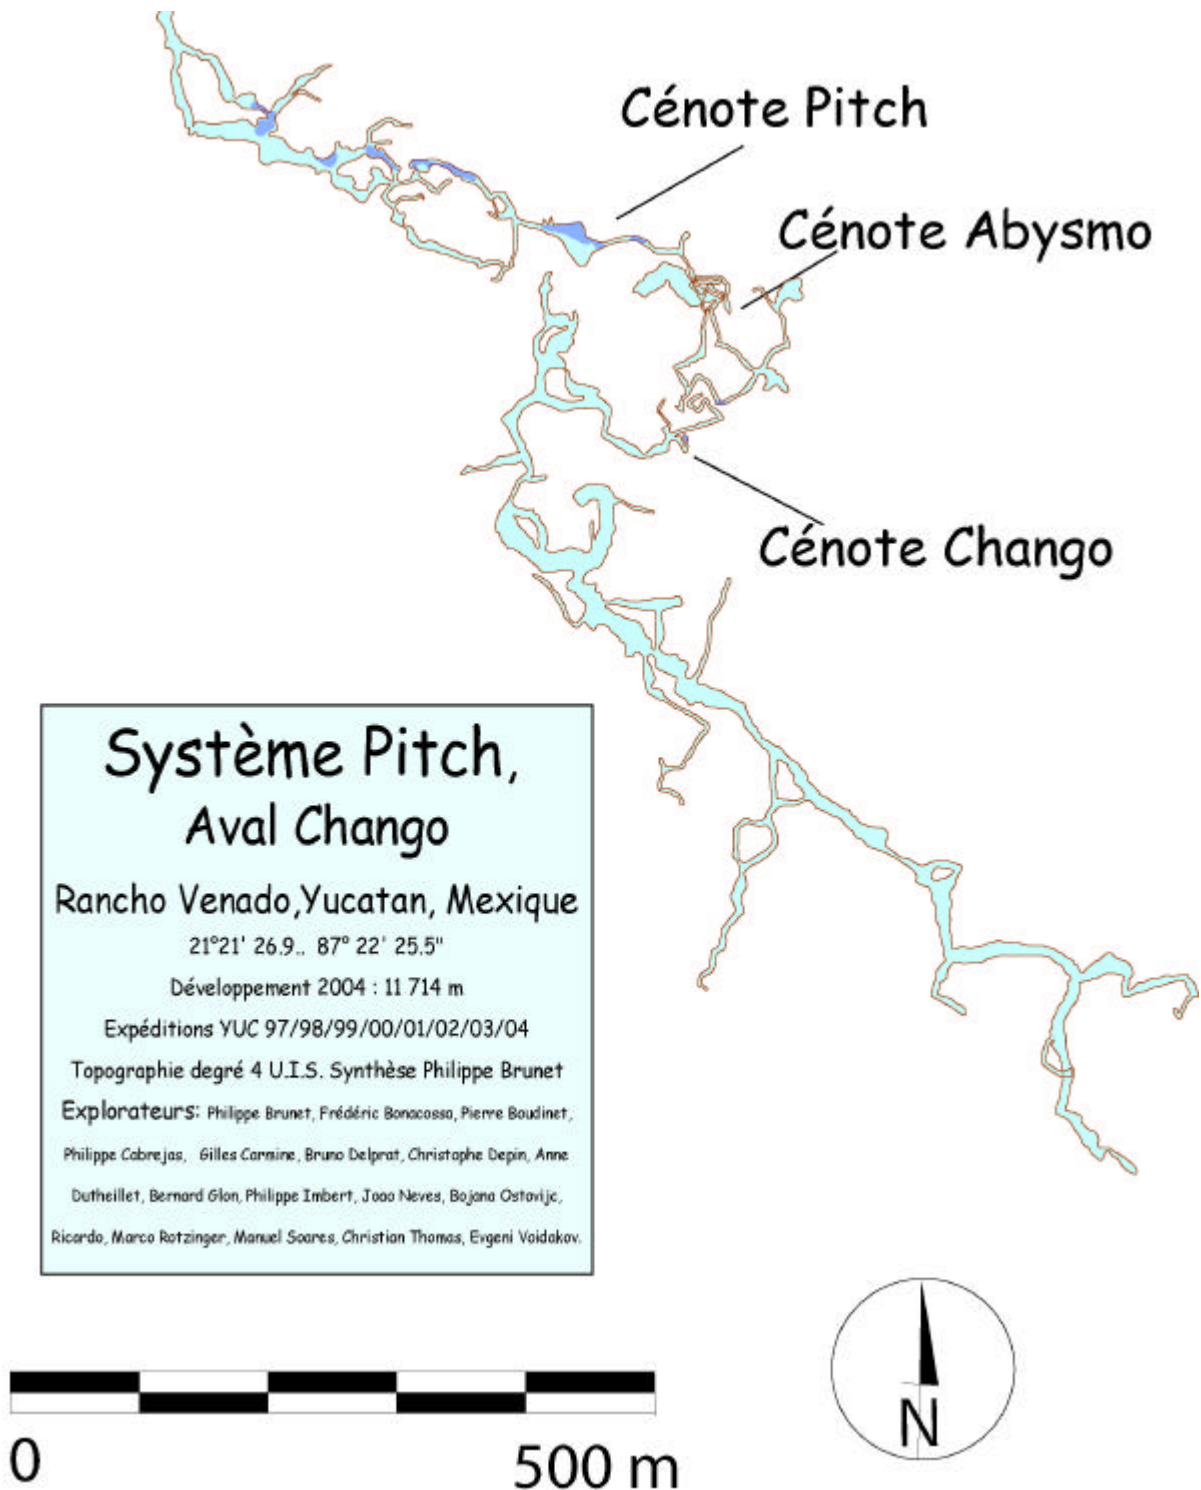 Cénote Pitch
Cénote Abysmo
Cénote Chango
Système Pitch,
Aval Chango
Rancho Venado,Yucatan, Mexique
21°21' 26.9.. 87° 22' 25.5"
Développement 2004 : 11 714 m
Expéditions YUC 97/98/99/00/01/02/03/04
Topographie degré 4 U.I.S. Synthèse Philippe Brunet
Explorateurs: Philippe Brunet, Frédéric Bonacossa, Pierre Boudinet,
Philippe Cabrejas, Gilles Carmine, Bruno Delprat, Christophe Depin, Anne
Dutheillet, Bernard Glon, Philippe Imbert, Joao Neves, Bojana Ostovijc,
Ricardo, Marco Rotzinger, Manuel Soares, Christian Thomas, Evgeni Voidakov.
N
0
500 m